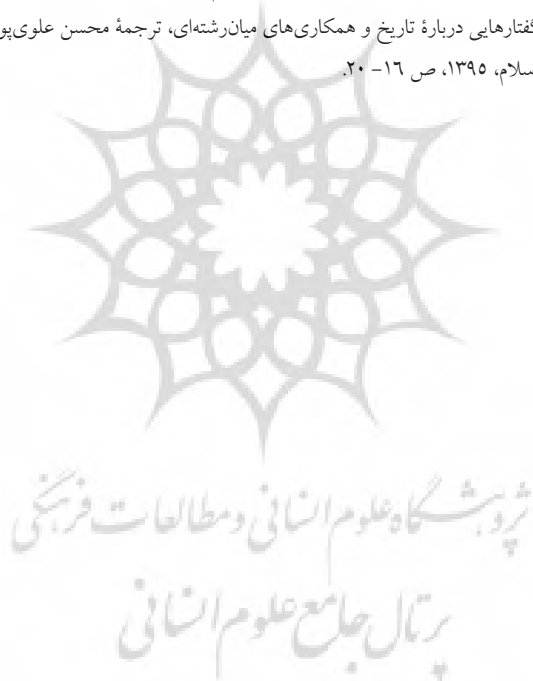 گفتارهایی دربارهٔ تاریخ و همکاری‌های میان‌رشته‌ای، ترجمهٔ محسن علوی‌پو
سلام، ۱۳۹۵، ص ۱۶- ۲۰.
پژوهشگاه علوم انسانی و مطالعات فرهنگی
پرتال جامع علوم انسانی